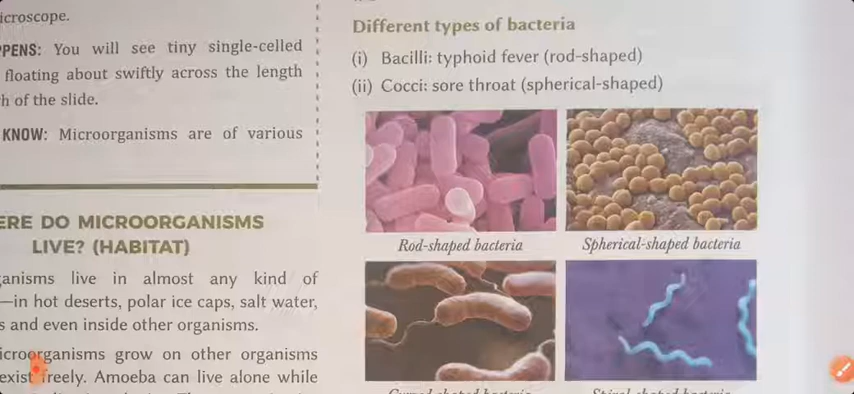 icroscope.
PPENS: You will see tiny single-celled
floating about swiftly across the length
h of the slide.
KNOW: Microorganisms are of various
ERE DO MICROORGANISMS
LIVE? (HABITAT)
ganisms live in almost any kind of
—in hot deserts, polar ice caps, salt water,
s and even inside other organisms.
icroorganisms grow on other organisms
exist freely. Amoeba can live alone while
Different types of bacteria
(i) Bacilli: typhoid fever (rod-shaped)
(ii) Cocci: sore throat (spherical-shaped)
Rod-shaped bacteria
Spherical-shaped bacteria